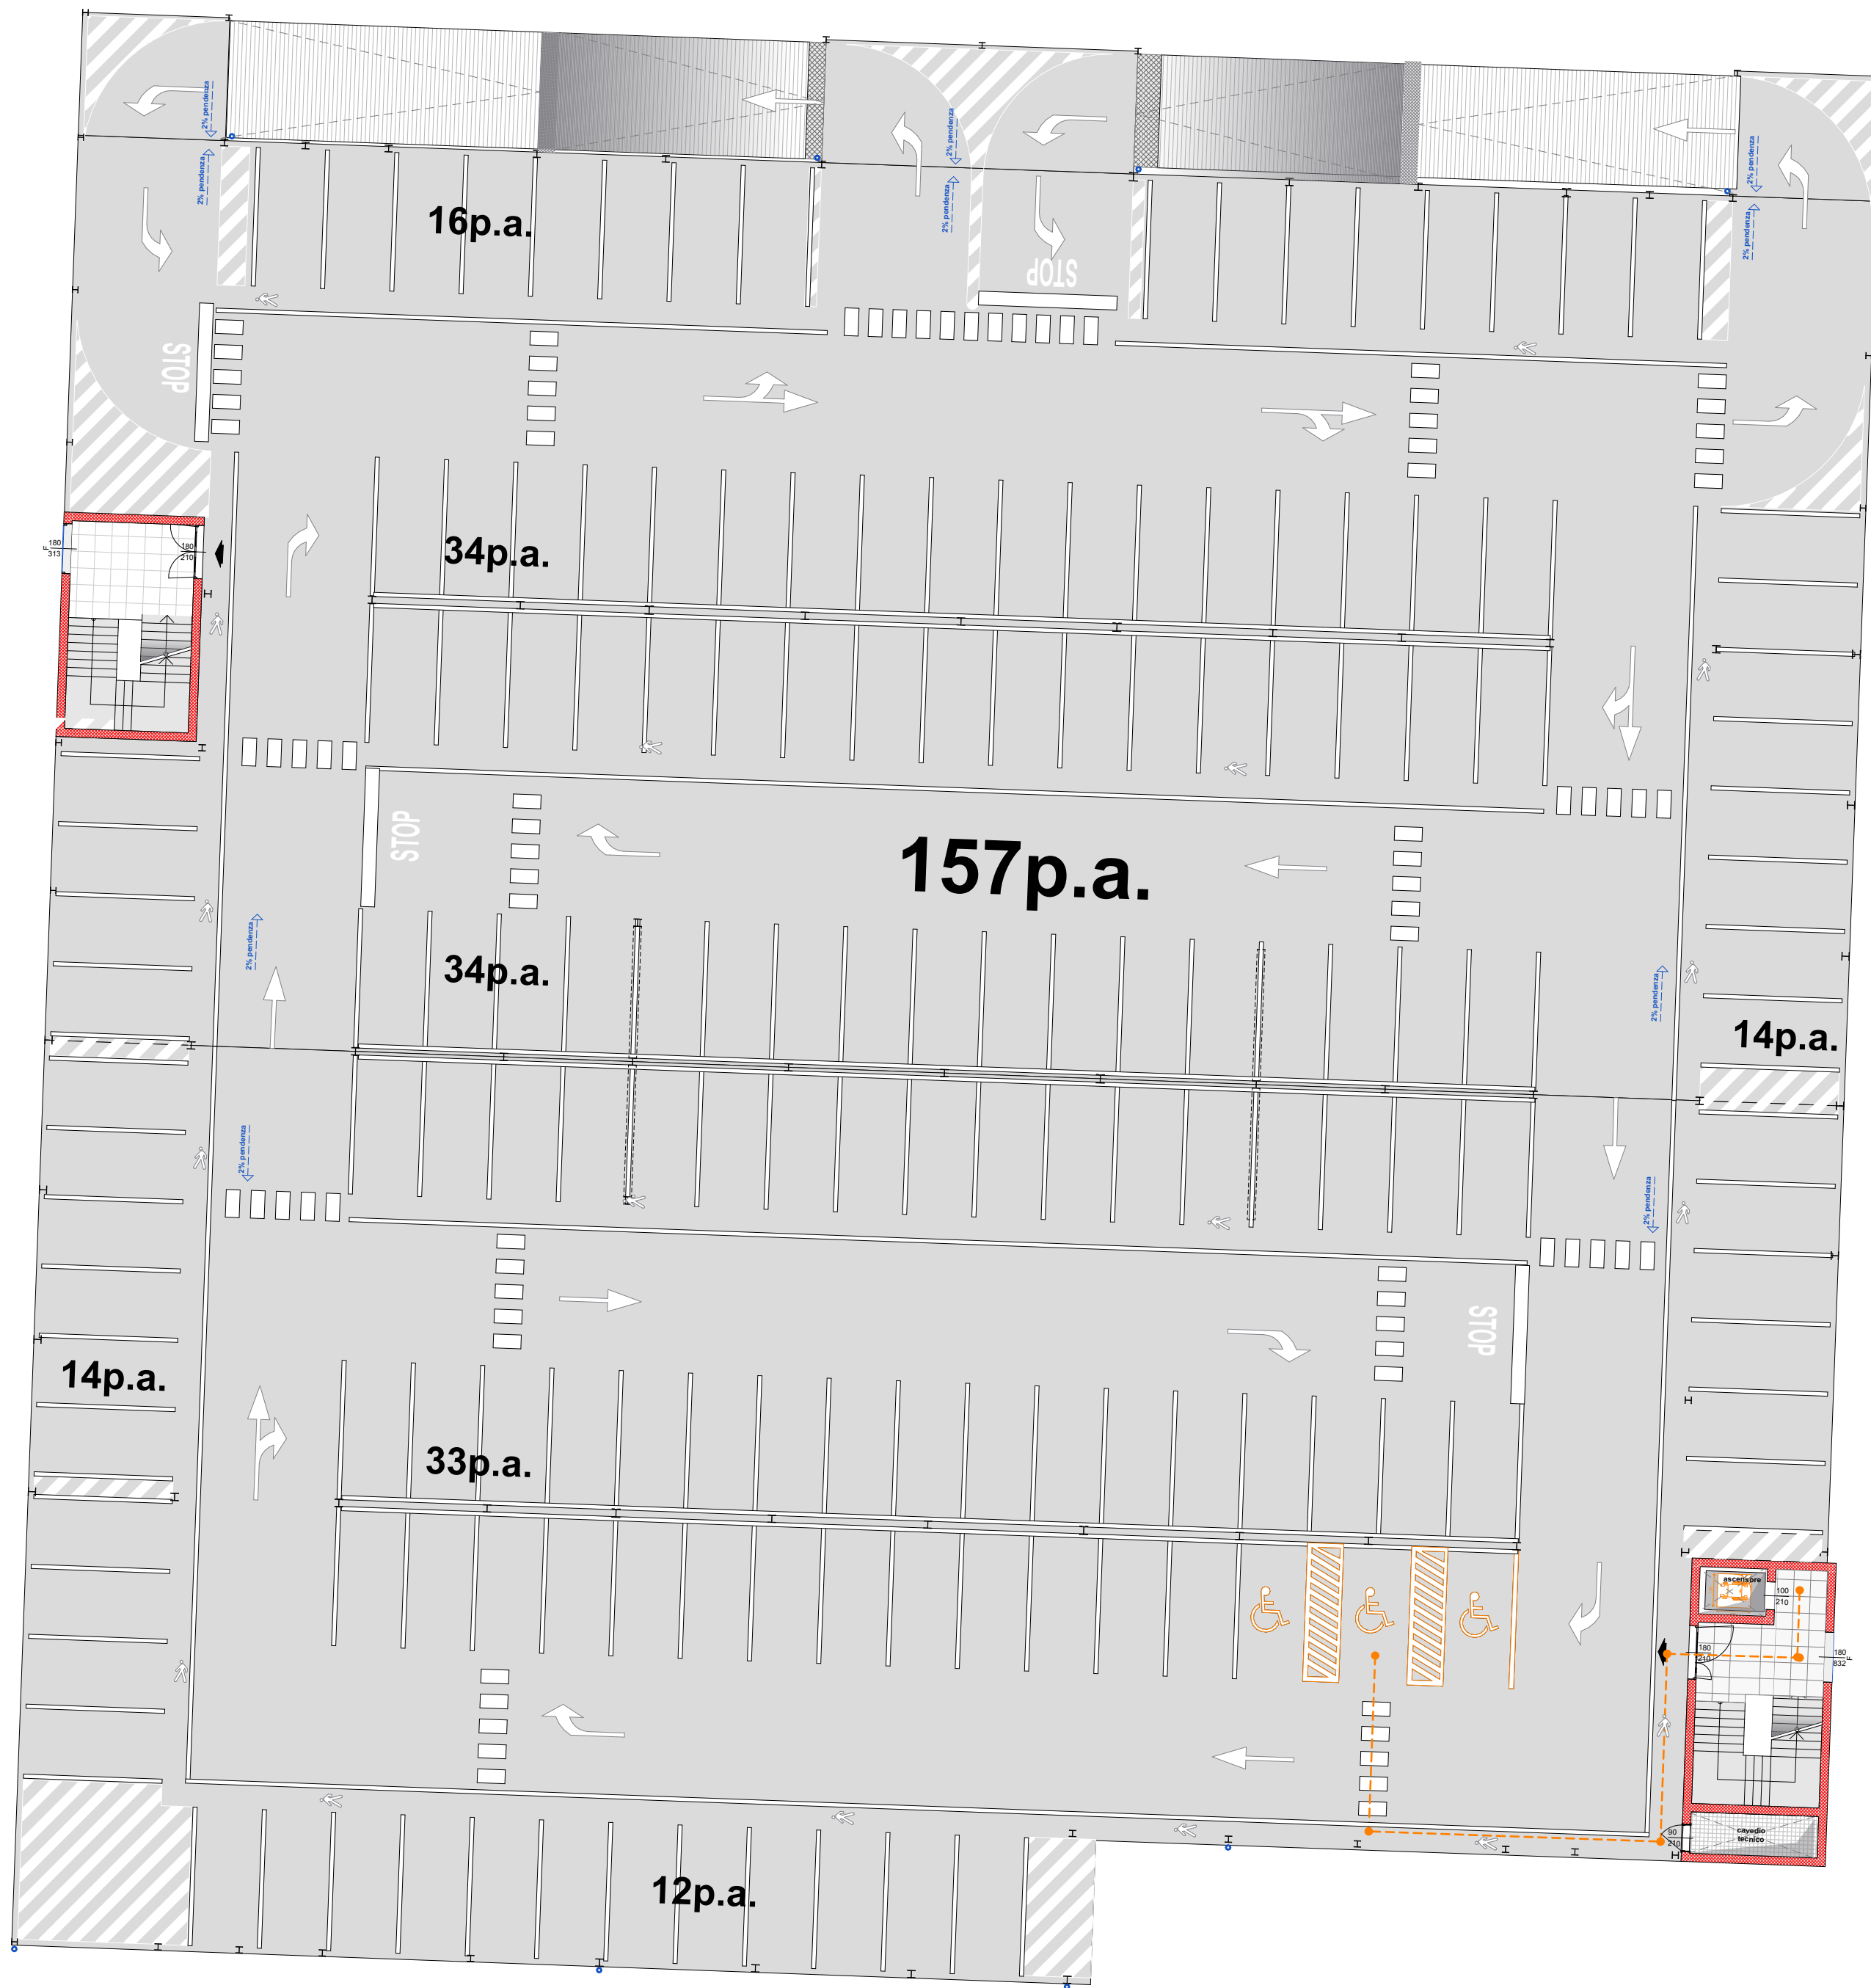 2% pendenza
2% pendenza
2% pendenza
2% pendenza
2% pendenza
2% pendenza
16p.a.
STOP
STOP
34p.a.
F 180
313
180
210
STOP
157p.a.
34p.a.
2% pendenza
2% pendenza
14p.a.
2% pendenza
2% pendenza
STOP
14p.a.
33p.a.
ascensore
100
210
180
210
180
832 F
cavedio
tecnico
90
210
12p.a.